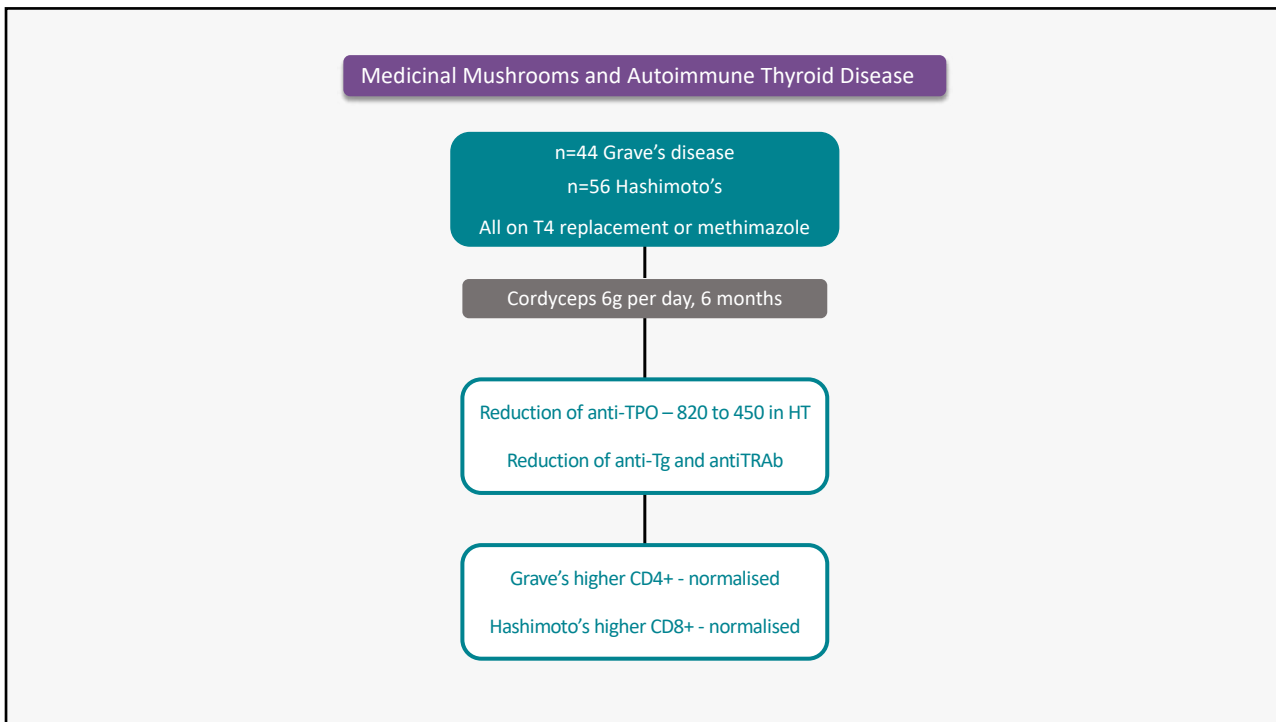 Medicinal Mushrooms and Autoimmune Thyroid Disease
n=44 Grave’s disease
n=56 Hashimoto’s
All on T4 replacement or methimazole
Cordyceps 6g per day, 6 months
Reduction of anti-TPO – 820 to 450 in HT
Reduction of anti-Tg and antiTRAb
Grave’s higher CD4+ - normalised
Hashimoto’s higher CD8+ - normalised